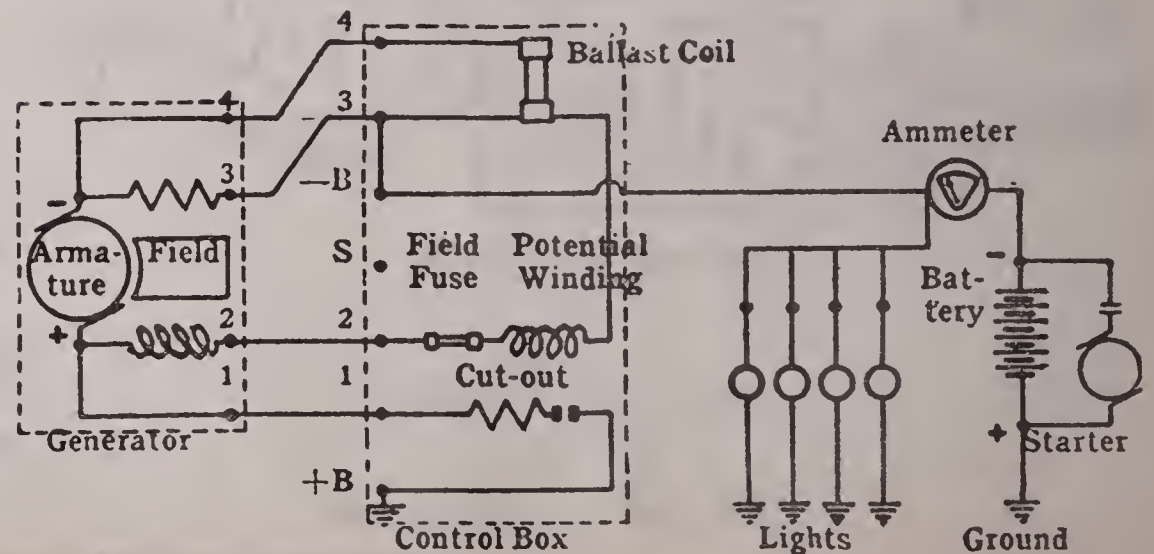 4
Ballast Coil
4
3
Ammeter
3
—B
-
-
Arma-
ture
Field
S
Field
Fuse
Potential
Winding
-
Bat-
tery
+
2
2
1
1
Cut-out
Generator
+
Starter
+B
Control Box
Lights
Ground